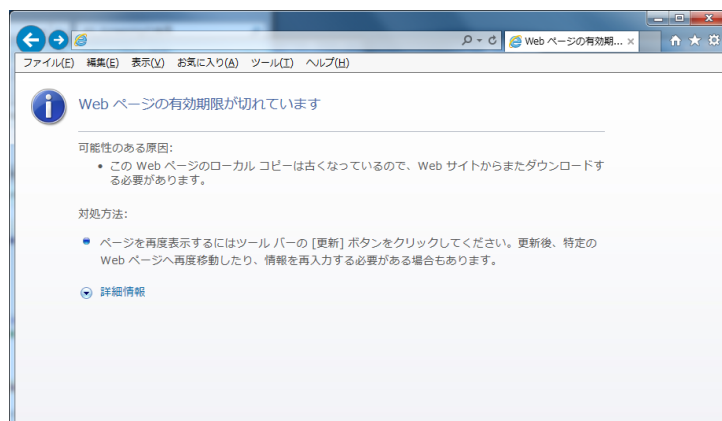 Web ページの有効期... ×
ファイル(F) 編集(E) 表示(V) お気に入り(A) ツール(T) ヘルプ(H)
Web ページの有効期限が切れています
可能性のある原因:
• この Web ページのローカル コピーは古くなっているので、Web サイトからまたダウンロードす
る必要があります。
対処方法:
ページを再度表示するにはツール バーの [更新] ボタンをクリックしてください。更新後、特定の
Web ページへ再度移動したり、情報を再入力する必要がある場合もあります。
詳細情報